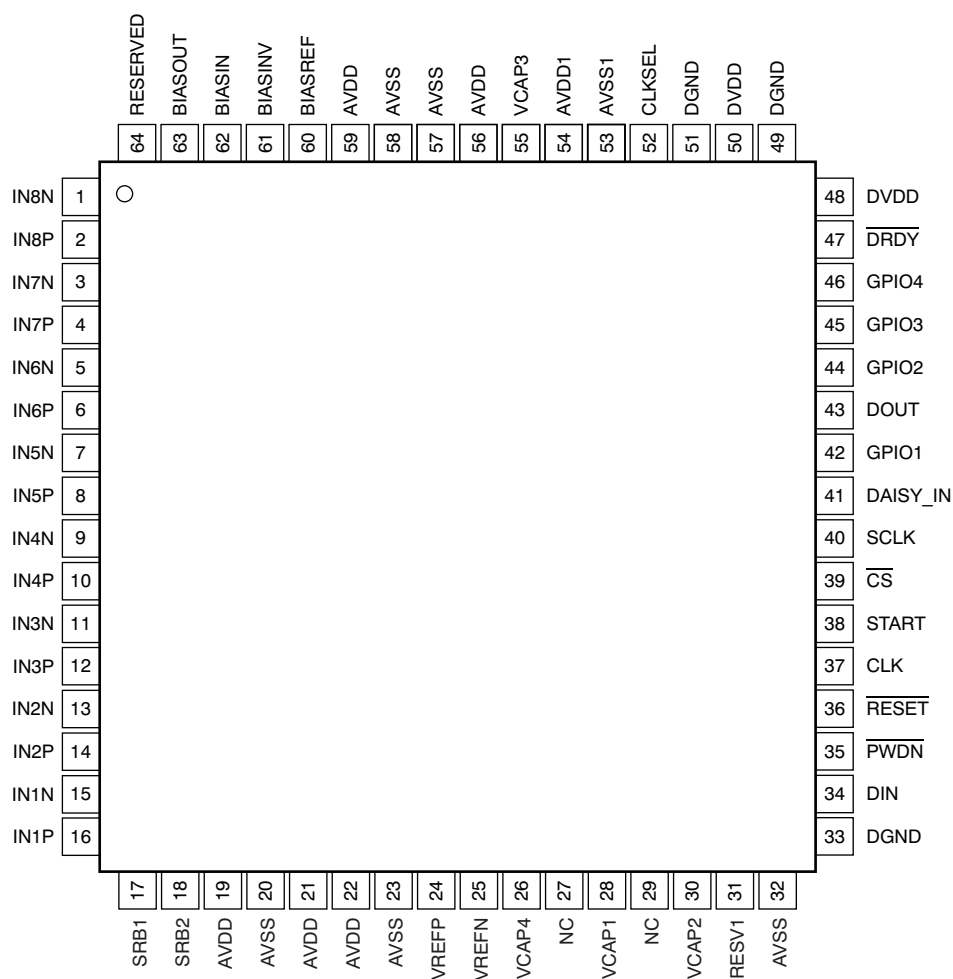 RESERVED BIASOUT BIASIN BIASINV BIASREF AVDD AVSS AVSS AVDD VCAP3 AVDD1 AVSS1 CLKSEL DGND DVDD DGND
64 63 62 61 60 59 58 57 56 55 54 53 52 51 50 49
IN8N 1 48 DVDD
IN8P 2 47 DRDY
IN7N 3 46 GPIO4
IN7P 4 45 GPIO3
IN6N 5 44 GPIO2
IN6P 6 43 DOUT
IN5N 7 42 GPIO1
IN5P 8 41 DAISY_IN
IN4N 9 40 SCLK
IN4P 10 39 CS
IN3N 11 38 START
IN3P 12 37 CLK
IN2N 13 36 RESET
IN2P 14 35 PWDN
IN1N 15 34 DIN
IN1P 16 33 DGND
17 18 19 20 21 22 23 24 25 26 27 28 29 30 31 32
SRB1 SRB2 AVDD AVSS AVDD AVDD AVSS VREFP VREFN VCAP4 NC VCAP1 NC VCAP2 RESV1 AVSS